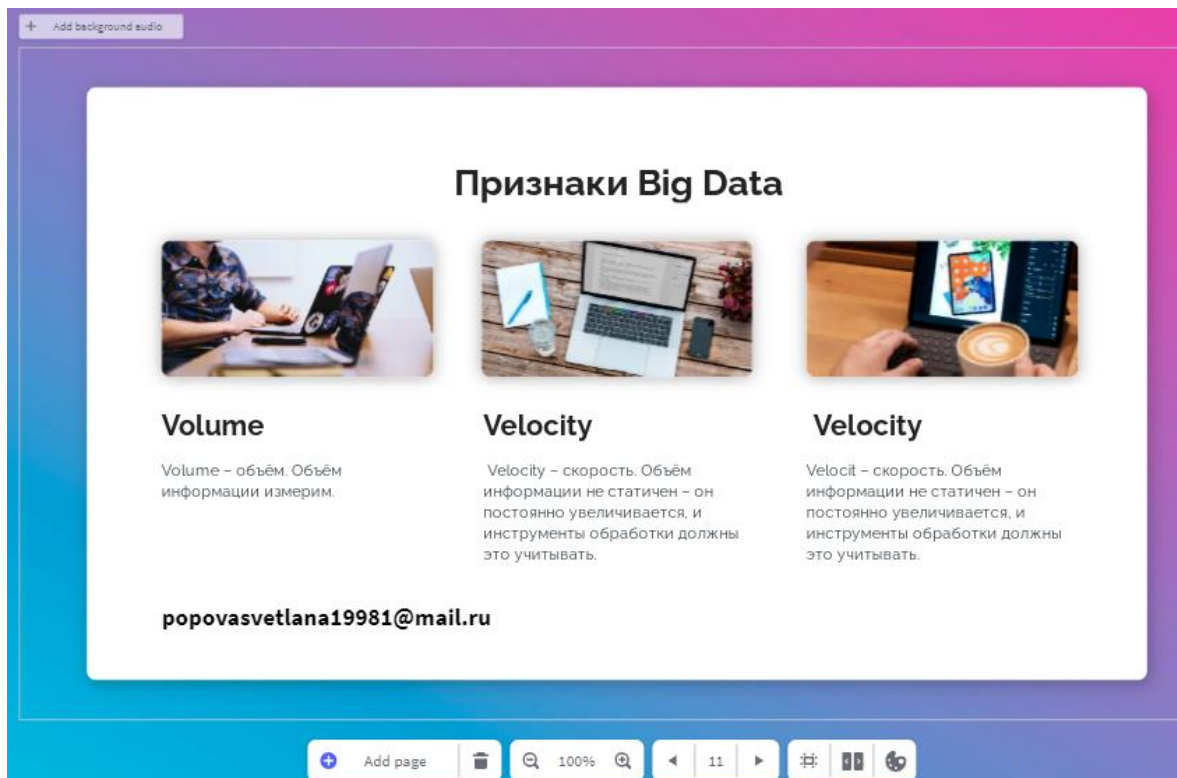 + Add background audio
Признаки Big Data
Volume
Volume – объём. Объём
информации измерим.
Velocity
Velocity – скорость. Объём
информации не статичен – он
постоянно увеличивается, и
инструменты обработки должны
это учитывать.
Velocity
Velocit – скорость. Объём
информации не статичен – он
постоянно увеличивается, и
инструменты обработки должны
это учитывать.
popovasvetlana19981@mail.ru
Add page
100%
11